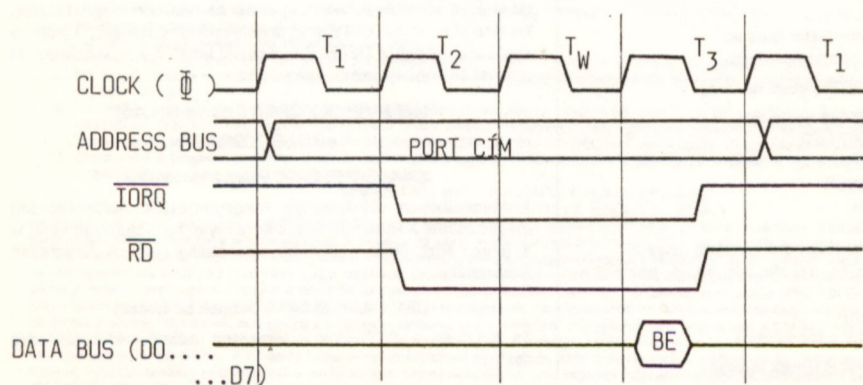 T1 T2 TW T3 T1
CLOCK ( Φ )
ADDRESS BUS
PORT CÍM
IORQ
RD
BE
DATA BUS (D0....
...D7)